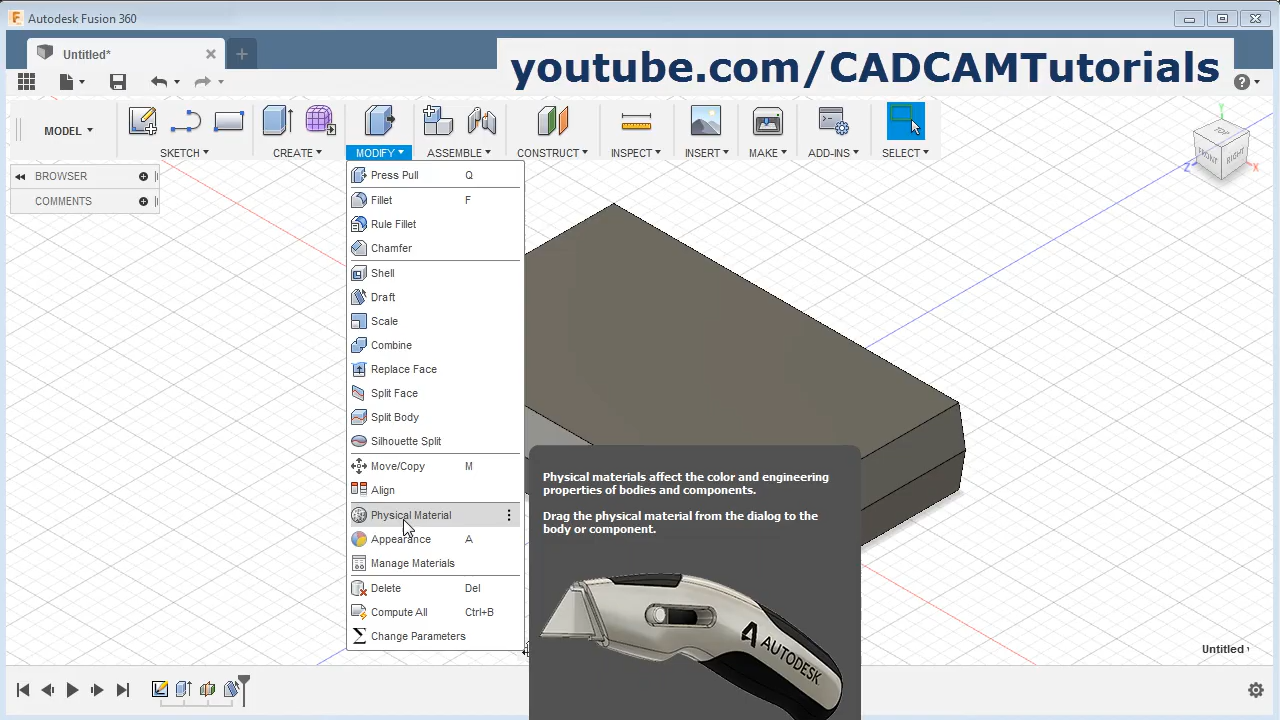 Autodesk Fusion 360
Untitled*
youtube.com/CADCAMTutorials
MODEL
SKETCH
CREATE
MODIFY
ASSEMBLE
CONSTRUCT
INSPECT
INSERT
MAKE
ADD-INS
SELECT
BROWSER
COMMENTS
TOP
FRONT
RIGHT
Y
Z
X
Press Pull Q
Fillet F
Rule Fillet
Chamfer
Shell
Draft
Scale
Combine
Replace Face
Split Face
Split Body
Silhouette Split
Move/Copy M
Align
Physical Material
Appearance A
Manage Materials
Delete Del
Compute All Ctrl+B
Change Parameters
Physical materials affect the color and engineering
properties of bodies and components.
Drag the physical material from the dialog to the
body or component.
AUTODESK.
Untitled